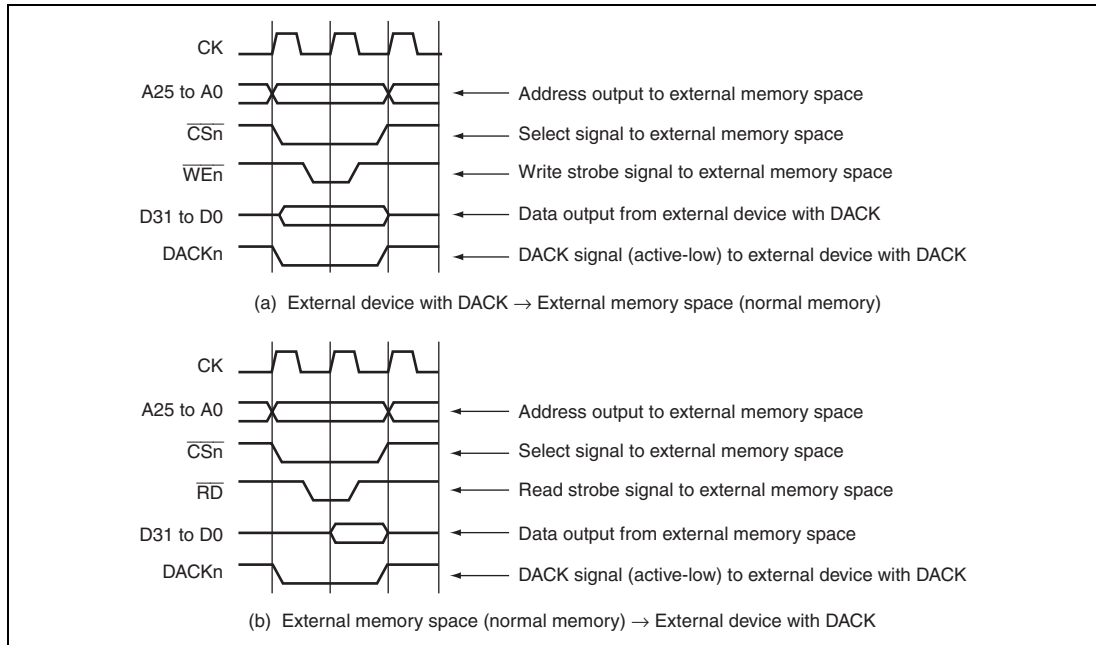 CK
A25 to A0 Address output to external memory space
CSn Select signal to external memory space
WEn Write strobe signal to external memory space
D31 to D0 Data output from external device with DACK
DACKn DACK signal (active-low) to external device with DACK
(a) External device with DACK → External memory space (normal memory)
CK
A25 to A0 Address output to external memory space
CSn Select signal to external memory space
RD Read strobe signal to external memory space
D31 to D0 Data output from external memory space
DACKn DACK signal (active-low) to external device with DACK
(b) External memory space (normal memory) → External device with DACK